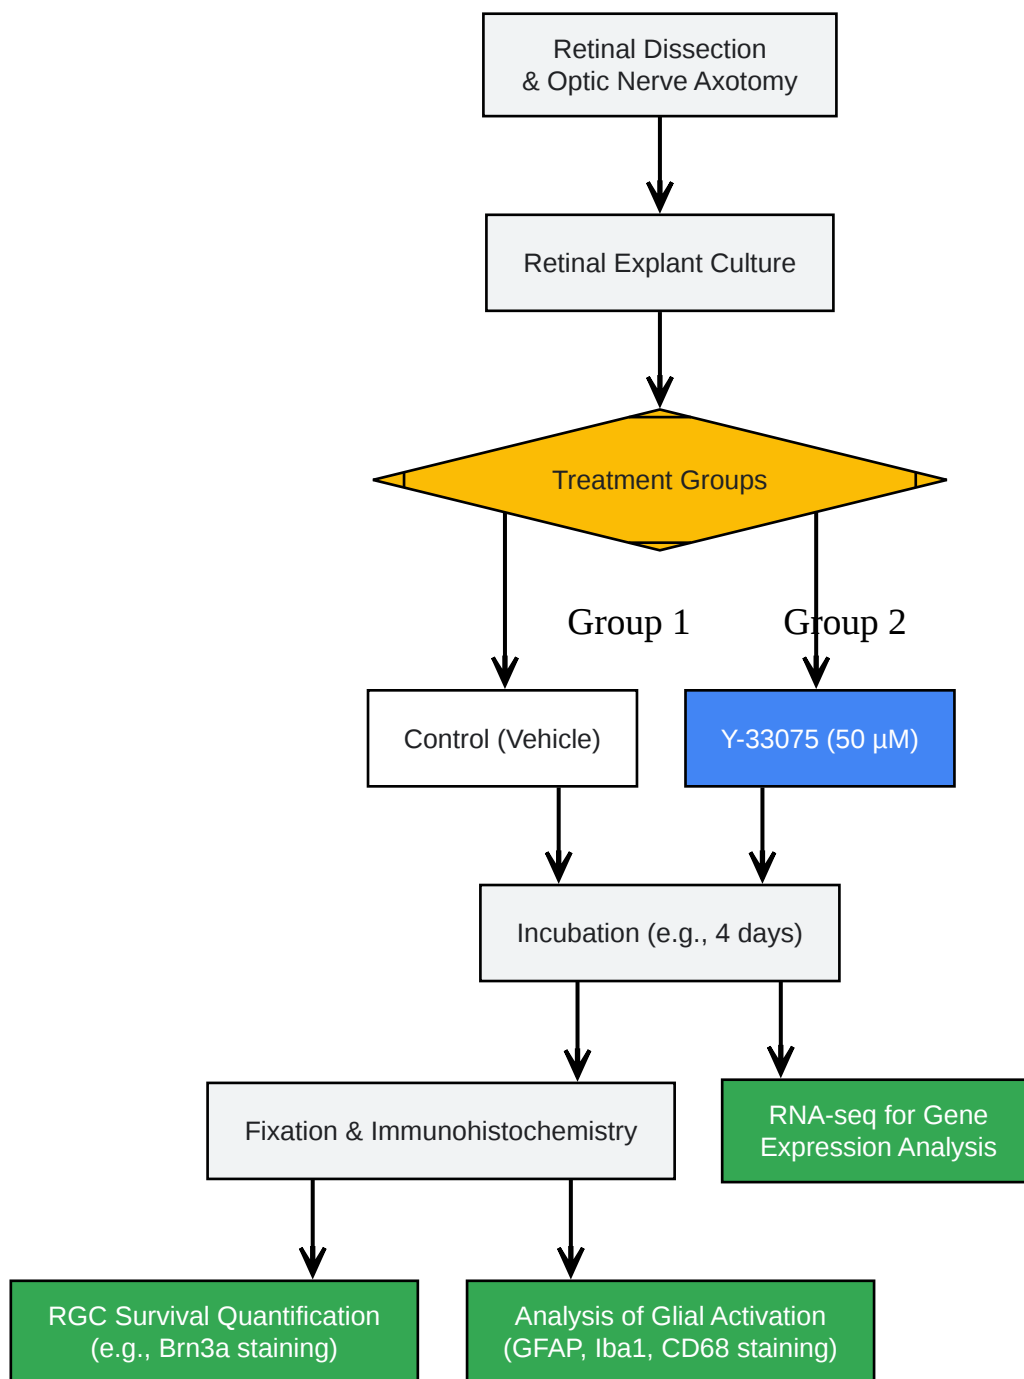 Retinal Dissection
& Optic Nerve Axotomy
Retinal Explant Culture
Treatment Groups
Group 1
Group 2
Control (Vehicle)
Y-33075 (50 µM)
Incubation (e.g., 4 days)
Fixation & Immunohistochemistry
RNA-seq for Gene
Expression Analysis
RGC Survival Quantification
(e.g., Brn3a staining)
Analysis of Glial Activation
(GFAP, Iba1, CD68 staining)